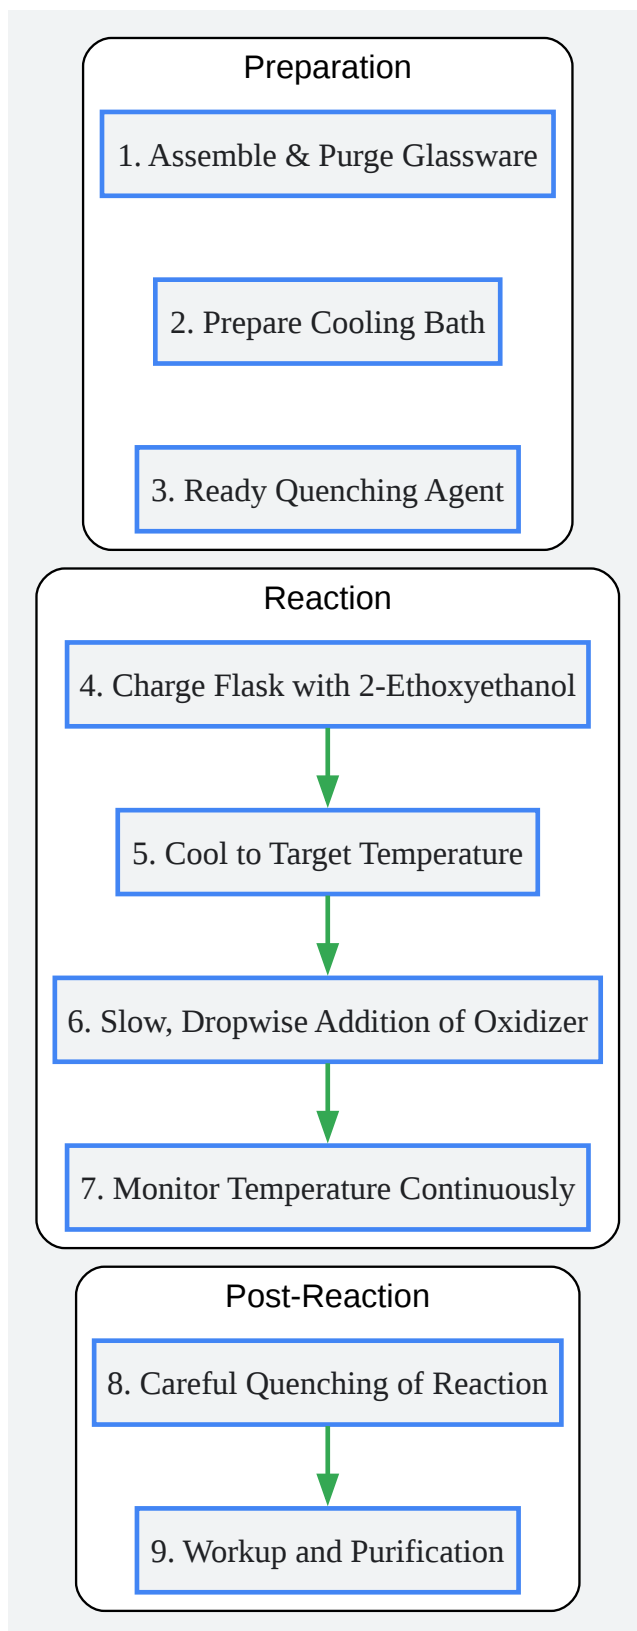 Preparation
1. Assemble & Purge Glassware
2. Prepare Cooling Bath
3. Ready Quenching Agent
Reaction
4. Charge Flask with 2-Ethoxyethanol
5. Cool to Target Temperature
6. Slow, Dropwise Addition of Oxidizer
7. Monitor Temperature Continuously
Post-Reaction
8. Careful Quenching of Reaction
9. Workup and Purification